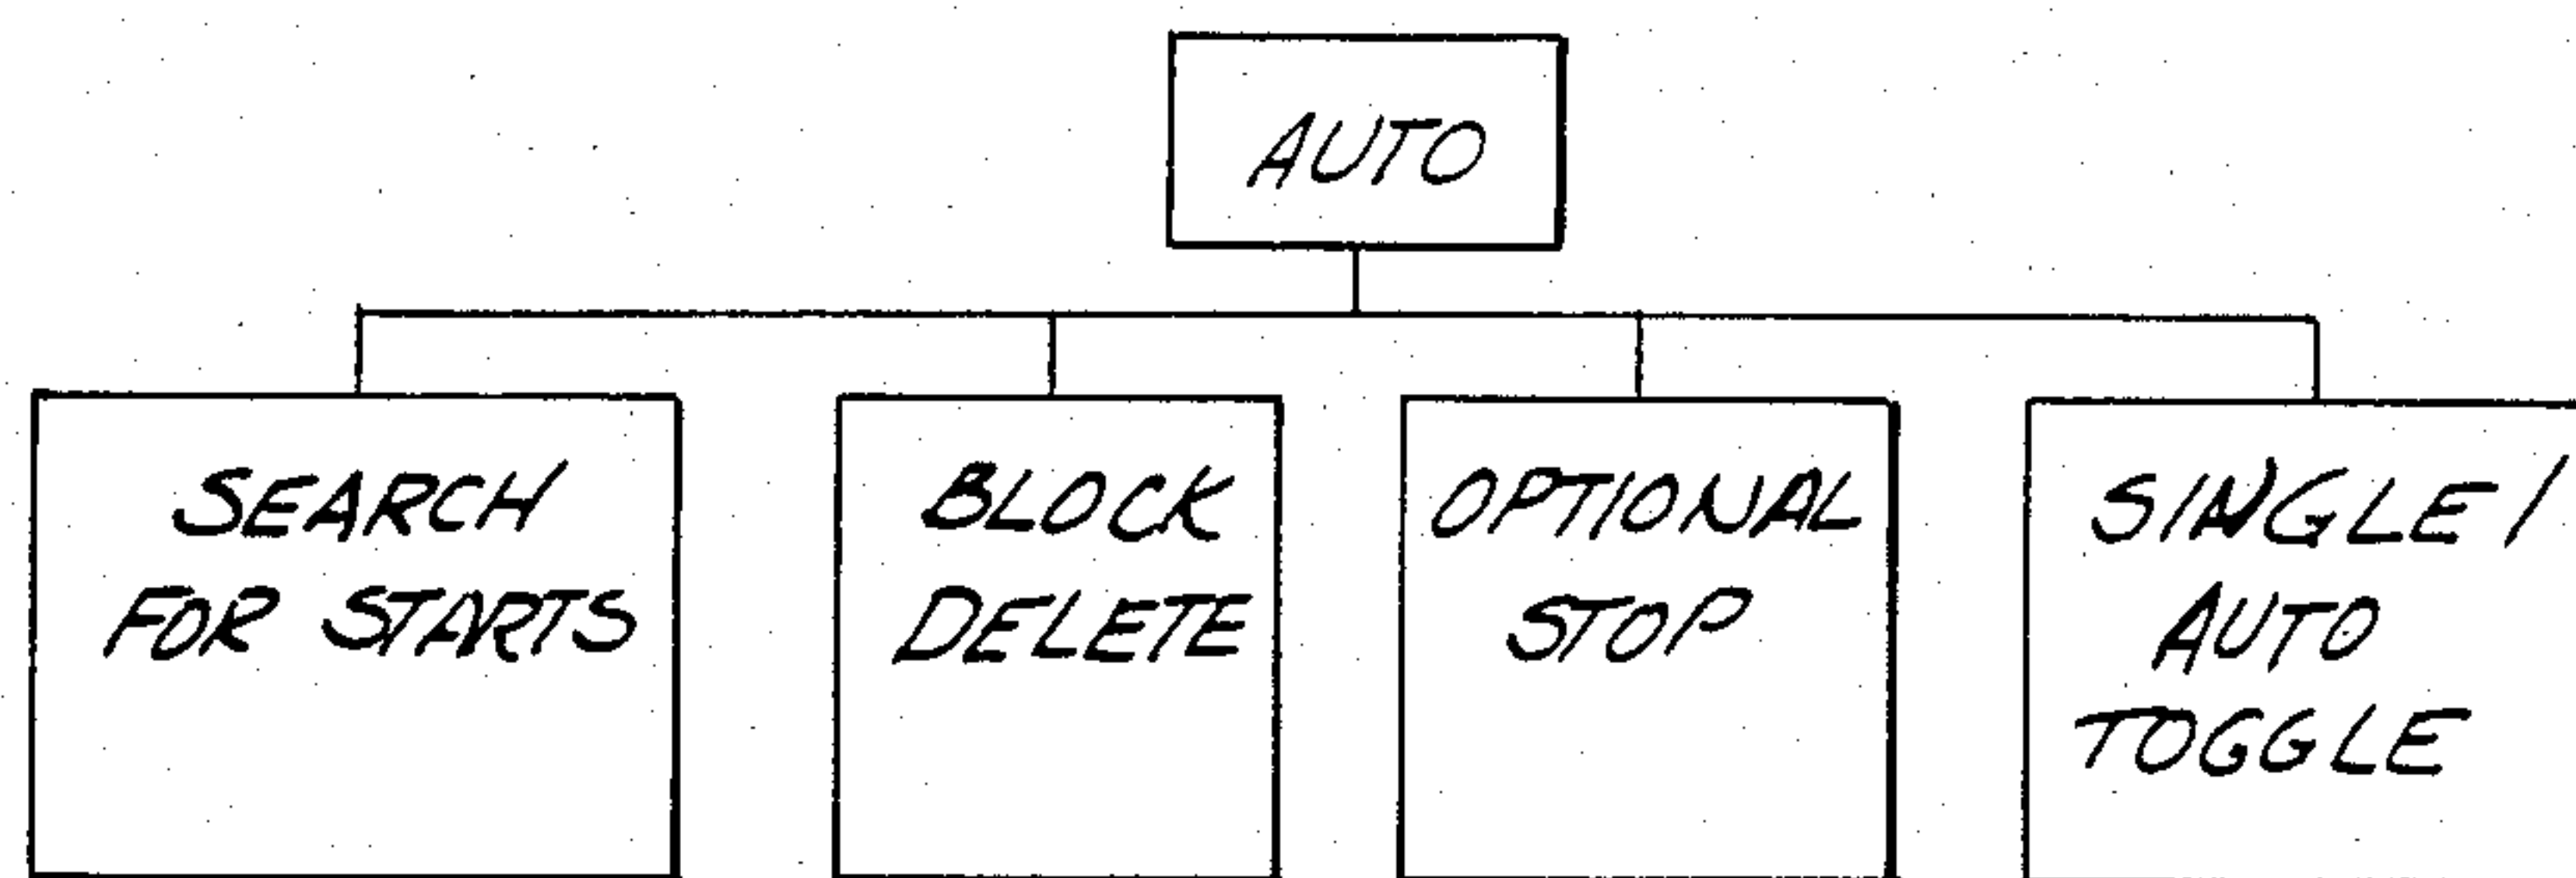 AUTO
SEARCH
FOR STARTS
BLOCK
DELETE
OPTIONAL
STOP
SINGLE /
AUTO
TOGGLE